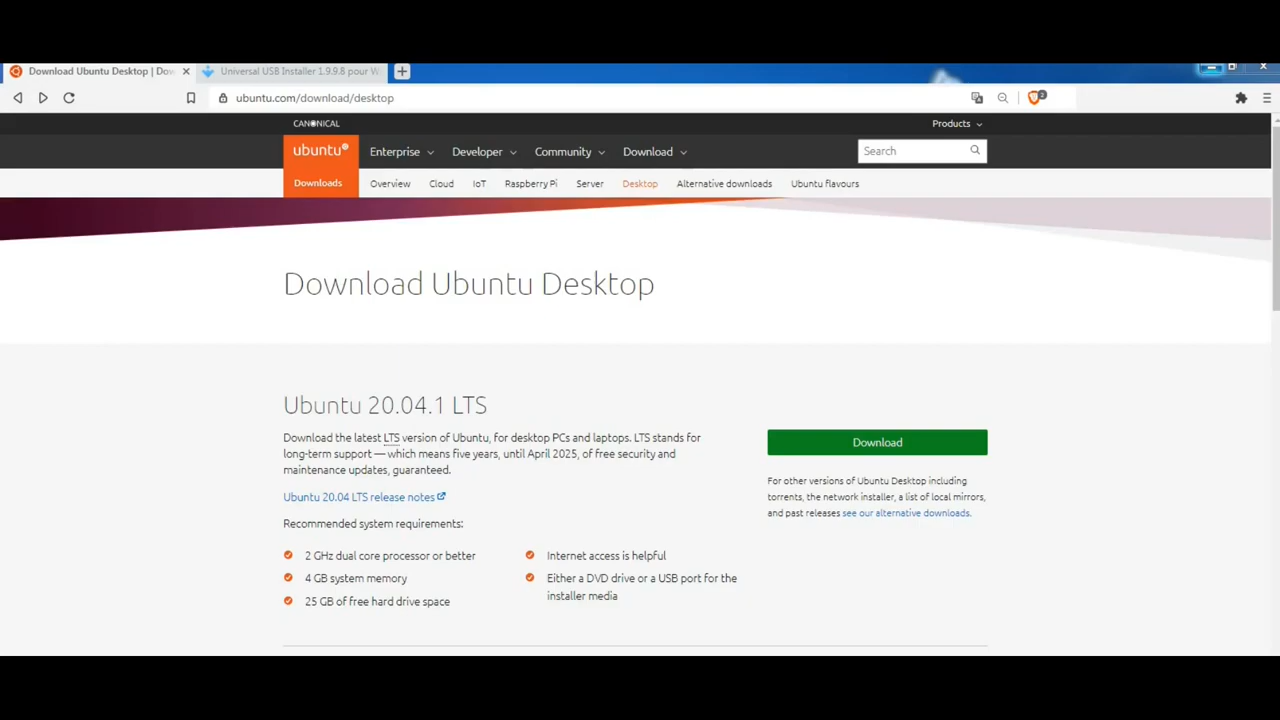 Download Ubuntu Desktop | Dow
Universal USB Installer 1.9.9.8 pour W
ubuntu.com/download/desktop
2
CANONICAL
Products
ubuntu
Enterprise
Developer
Community
Download
Search
Downloads
Overview
Cloud
IoT
Raspberry Pi
Server
Desktop
Alternative downloads
Ubuntu flavours
Download Ubuntu Desktop
Ubuntu 20.04.1 LTS
Download the latest LTS version of Ubuntu, for desktop PCs and laptops. LTS stands for
long-term support — which means five years, until April 2025, of free security and
maintenance updates, guaranteed.
Ubuntu 20.04 LTS release notes
Recommended system requirements:
2 GHz dual core processor or better
4 GB system memory
25 GB of free hard drive space
Internet access is helpful
Either a DVD drive or a USB port for the
installer media
Download
For other versions of Ubuntu Desktop including
torrents, the network installer, a list of local mirrors,
and past releases see our alternative downloads.